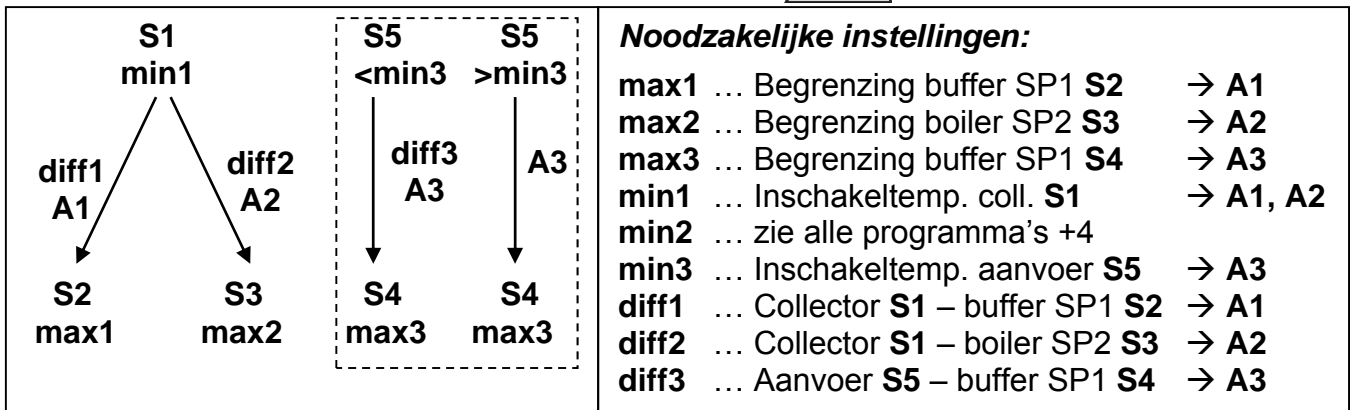 S1
min1
diff1
A1
diff2
A2
S2
max1
S3
max2
S5
<min3
S5
>min3
diff3
A3
A3
S4
max3
S4
max3
Noodzakelijke instellingen:
max1 … Begrenzing buffer SP1 S2 → A1
max2 … Begrenzing boiler SP2 S3 → A2
max3 … Begrenzing buffer SP1 S4 → A3
min1 … Inschakeltemp. coll. S1 → A1, A2
min2 … zie alle programma's +4
min3 … Inschakeltemp. aanvoer S5 → A3
diff1 … Collector S1 – buffer SP1 S2 → A1
diff2 … Collector S1 – boiler SP2 S3 → A2
diff3 … Aanvoer S5 – buffer SP1 S4 → A3